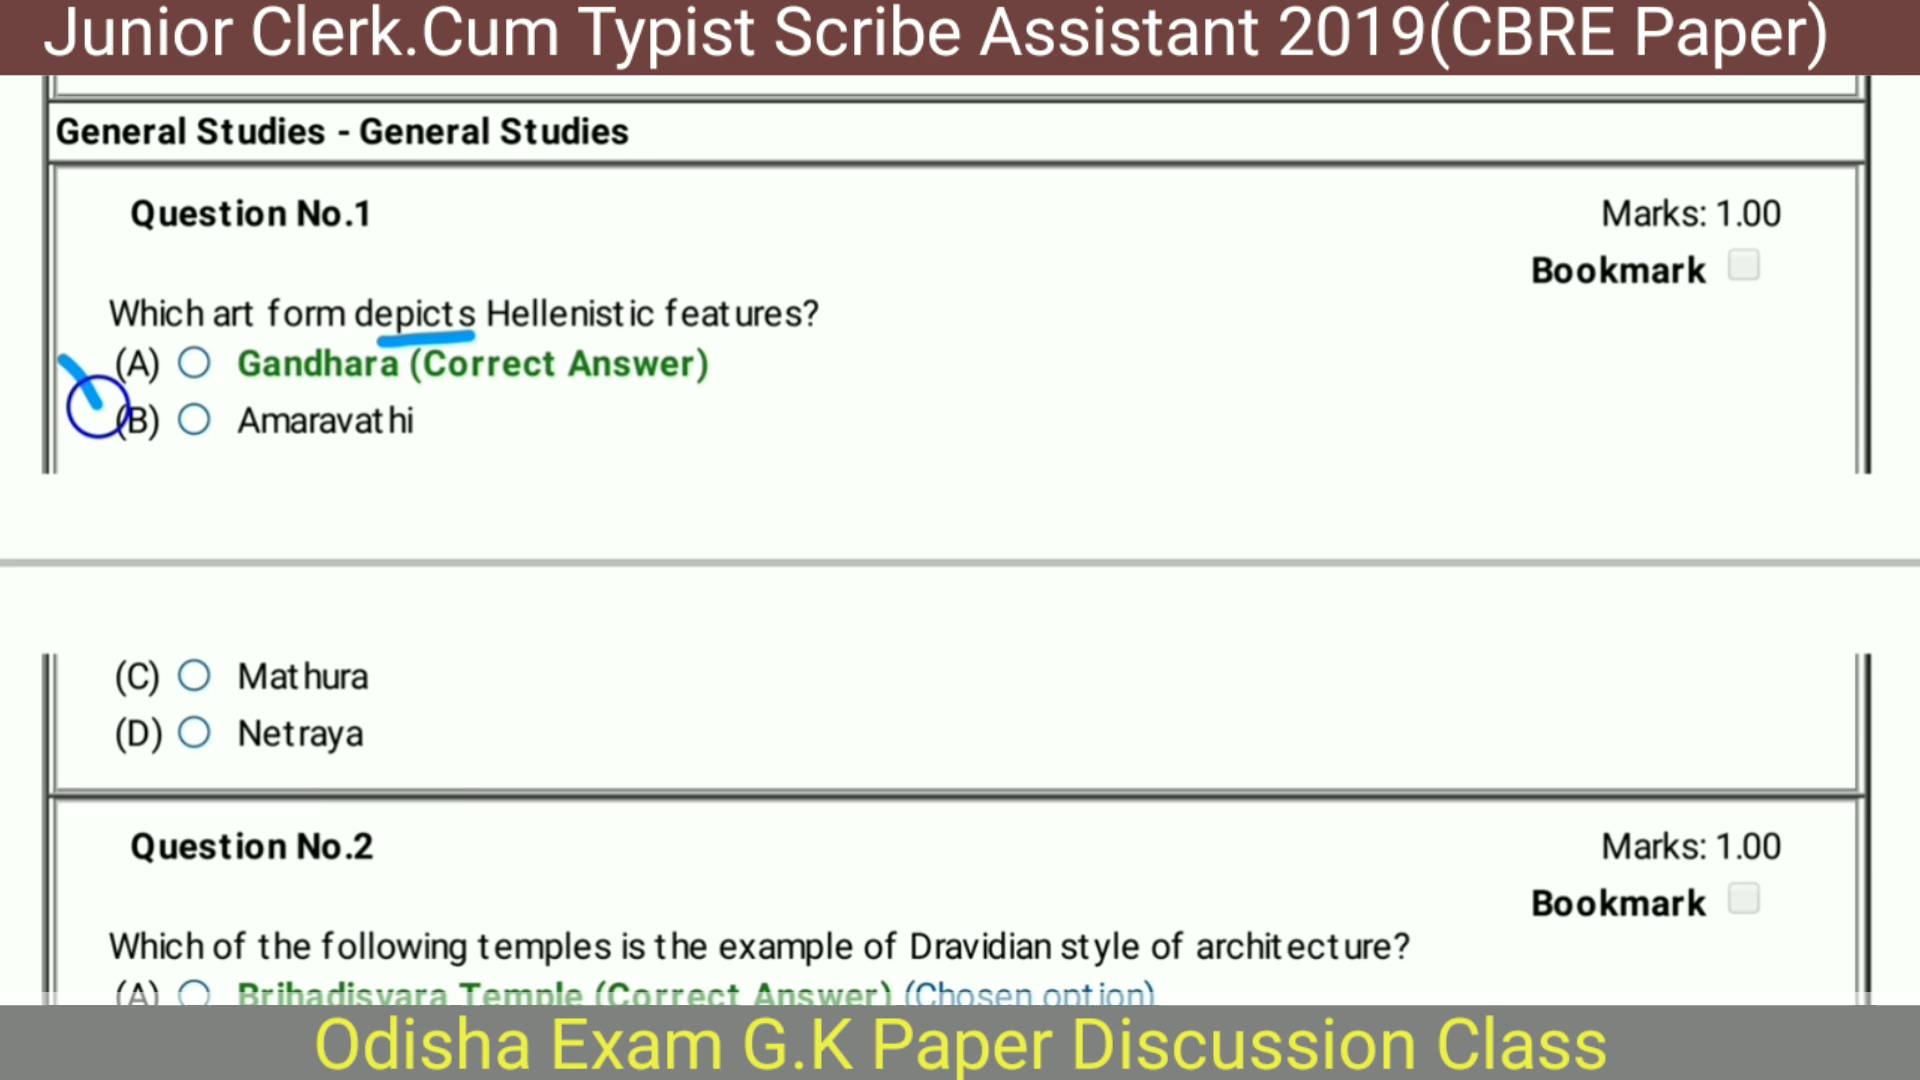 Junior Clerk.Cum Typist Scribe Assistant 2019(CBRE Paper)
General Studies - General Studies
Question No.1
Marks: 1.00
Bookmark
Which art form depicts Hellenistic features?
(A) Gandhara (Correct Answer)
(B) Amaravathi
(C) Mathura
(D) Netraya
Question No.2
Marks: 1.00
Bookmark
Which of the following temples is the example of Dravidian style of architecture?
(A) Brihadisvara Temple (Correct Answer) (Chosen option)
Odisha Exam G.K Paper Discussion Class